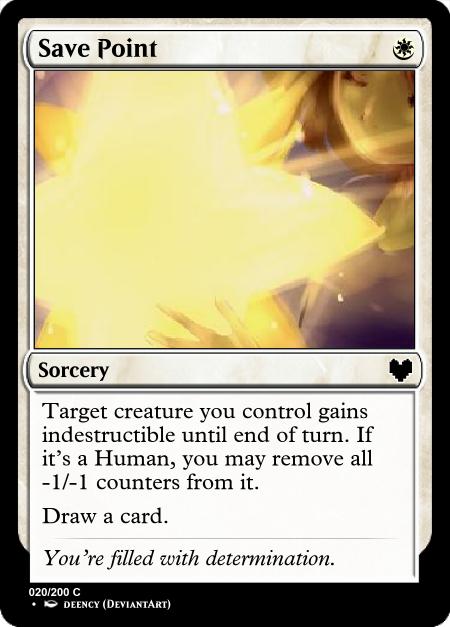 Save Point
Sorcery
Target creature you control gains
indestructible until end of turn. If
it's a Human, you may remove all
-1/-1 counters from it.
Draw a card.
You're filled with determination.
020/200 C
• DEENCY (DEVIANTART)